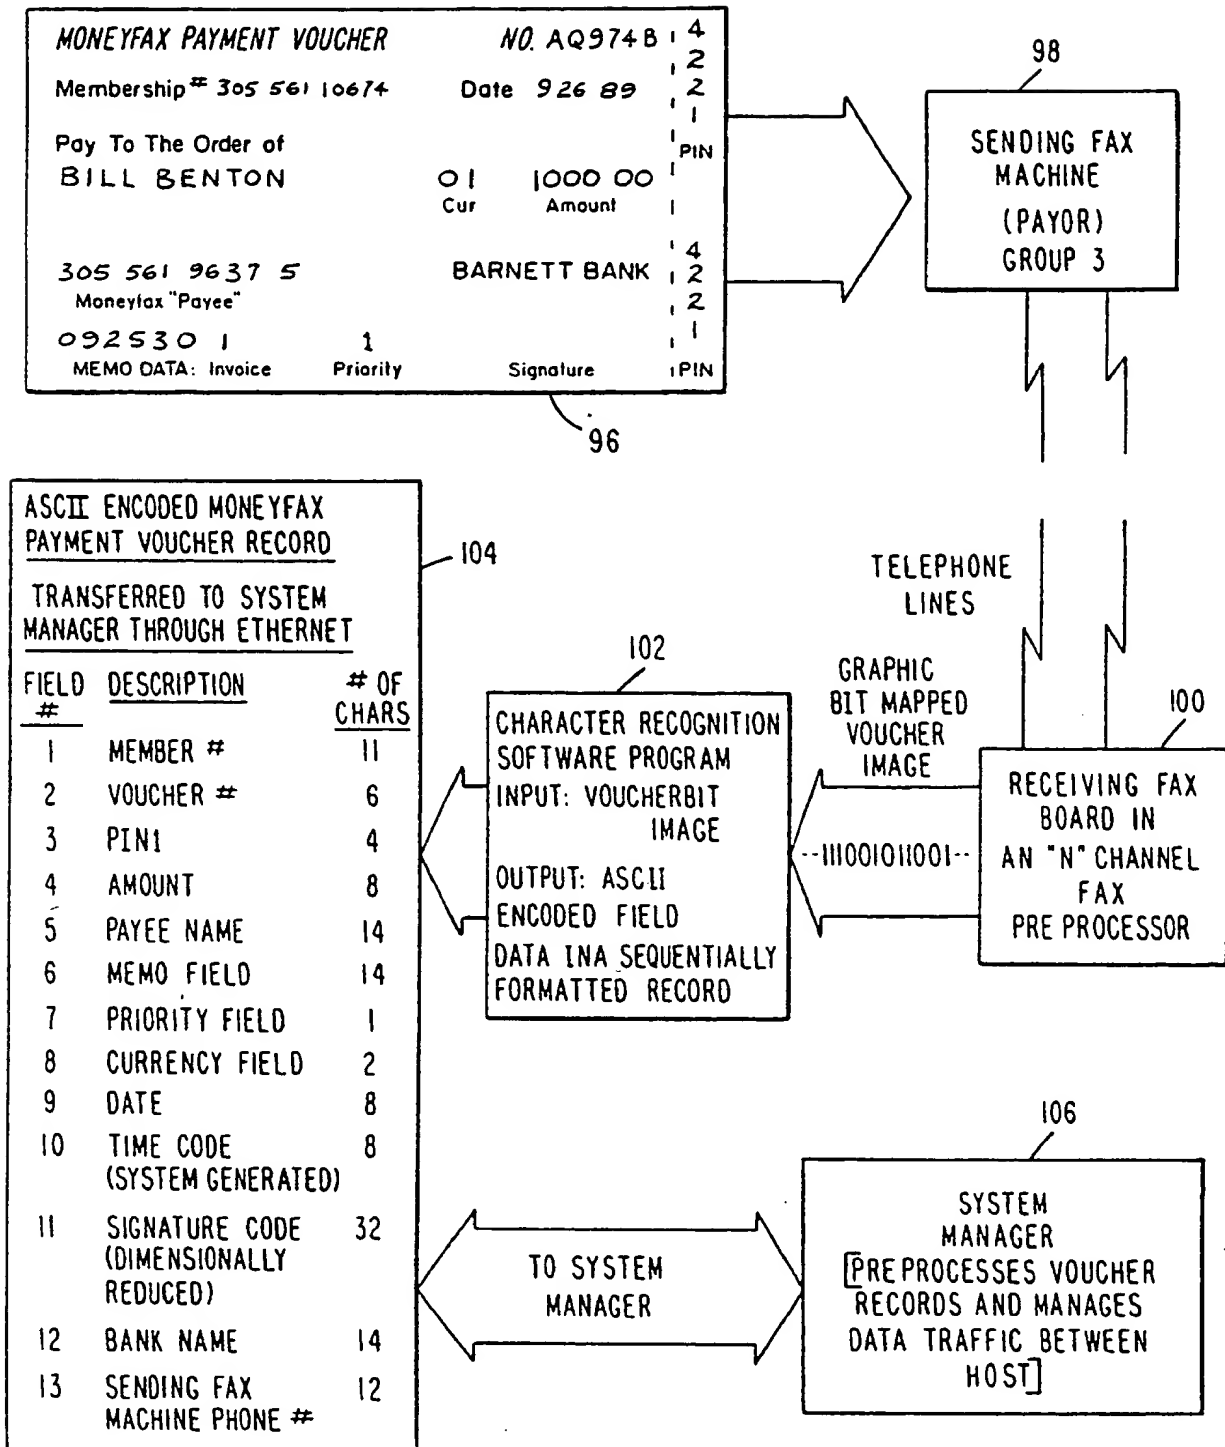 MONEYFAX PAYMENT VOUCHER NO. AQ974B
Membership # 305 561 10674 Date 926 89
Pay To The Order of
BILL BENTON 01 1000 00
Cur Amount
305 561 9637 5 BARNETT BANK
Moneyfax "Payee"
092530 1 1
MEMO DATA: Invoice Priority Signature
4
2
2
1
PIN
4
2
2
1
PIN
96
98
SENDING FAX
MACHINE
(PAYOR)
GROUP 3
TELEPHONE
LINES
100
RECEIVING FAX
BOARD IN
AN "N" CHANNEL
FAX
PRE PROCESSOR
GRAPHIC
BIT MAPPED
VOUCHER
IMAGE
--111001011001--
102
CHARACTER RECOGNITION
SOFTWARE PROGRAM
INPUT: VOUCHERBIT
IMAGE
OUTPUT: ASCII
ENCODED FIELD
DATA INA SEQUENTIALLY
FORMATTED RECORD
104
ASCII ENCODED MONEYFAX
PAYMENT VOUCHER RECORD
TRANSFERRED TO SYSTEM
MANAGER THROUGH ETHERNET
FIELD DESCRIPTION # OF
# CHARS
1 MEMBER # 11
2 VOUCHER # 6
3 PIN1 4
4 AMOUNT 8
5 PAYEE NAME 14
6 MEMO FIELD 14
7 PRIORITY FIELD 1
8 CURRENCY FIELD 2
9 DATE 8
10 TIME CODE 8
(SYSTEM GENERATED)
11 SIGNATURE CODE 32
(DIMENSIONALLY
REDUCED)
12 BANK NAME 14
13 SENDING FAX 12
MACHINE PHONE #
TO SYSTEM
MANAGER
106
SYSTEM
MANAGER
[PREPROCESSES VOUCHER
RECORDS AND MANAGES
DATA TRAFFIC BETWEEN
HOST]